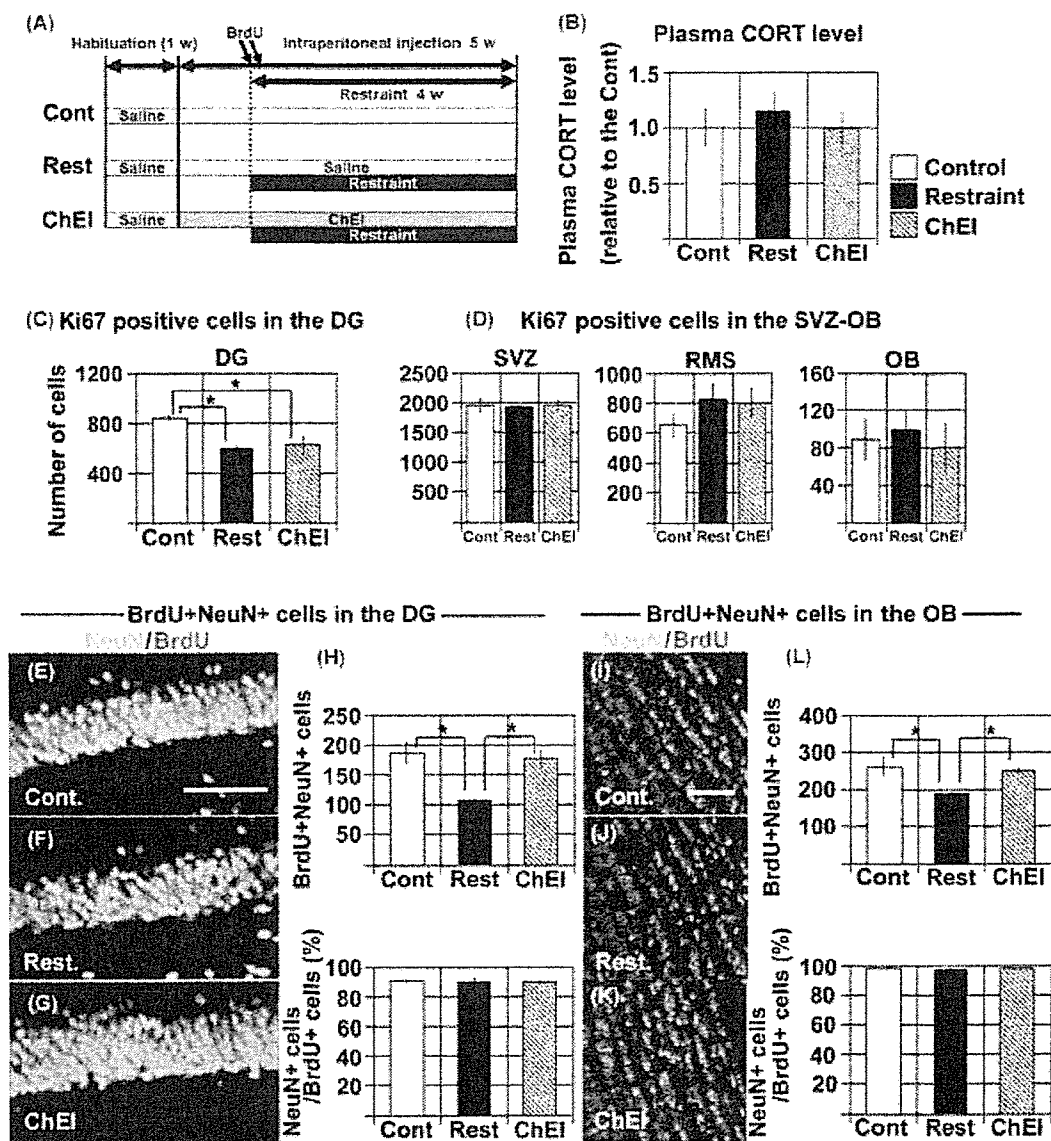 (A)
Habituation (1 w)
BrdU
Intraperitoneal injection 5 w
Restraint 4 w
Cont
Saline
Rest
Saline
Saline
Restraint
ChEI
Saline
ChEI
Restraint
(B)
Plasma CORT level
Plasma CORT level
(relative to the Cont)
1.5
1.0
0.5
Cont Rest ChEI
Control
Restraint
ChEI
(C) Ki67 positive cells in the DG
DG
Number of cells
1200
800
400
*
*
Cont Rest ChEI
(D) Ki67 positive cells in the SVZ-OB
SVZ
2500
2000
1500
1000
500
Cont Rest ChEI
RMS
1000
800
600
400
200
Cont Rest ChEI
OB
160
120
80
40
Cont Rest ChEI
BrdU+NeuN+ cells in the DG
NeuN/BrdU
(E)
Cont.
(F)
Rest.
(G)
ChEI
(H)
BrdU+NeuN+ cells
250
200
150
100
50
* *
Cont Rest ChEI
NeuN+ cells
/BrdU+ cells (%)
100
80
60
40
20
Cont Rest ChEI
BrdU+NeuN+ cells in the OB
NeuN/BrdU
(I)
Cont.
(J)
Rest.
(K)
ChEI
(L)
BrdU+NeuN+ cells
400
300
200
100
* *
Cont Rest ChEI
NeuN+ cells
/BrdU+ cells (%)
100
80
60
40
20
Cont Rest ChEI